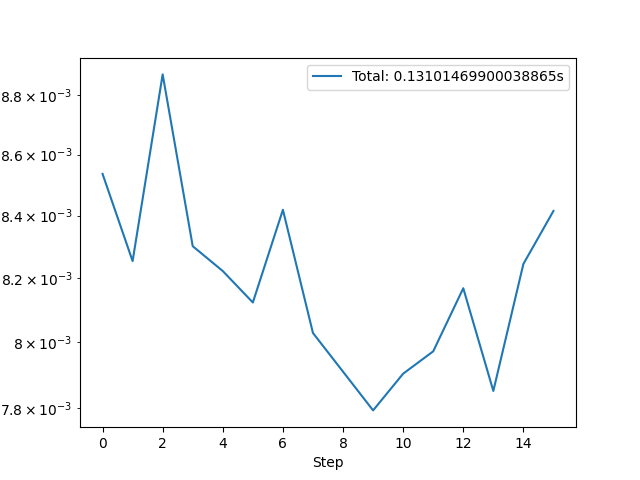 Total: 0.13101469900038865s
8.8 × 10⁻³
8.6 × 10⁻³
8.4 × 10⁻³
8.2 × 10⁻³
8 × 10⁻³
7.8 × 10⁻³
0 2 4 6 8 10 12 14
Step